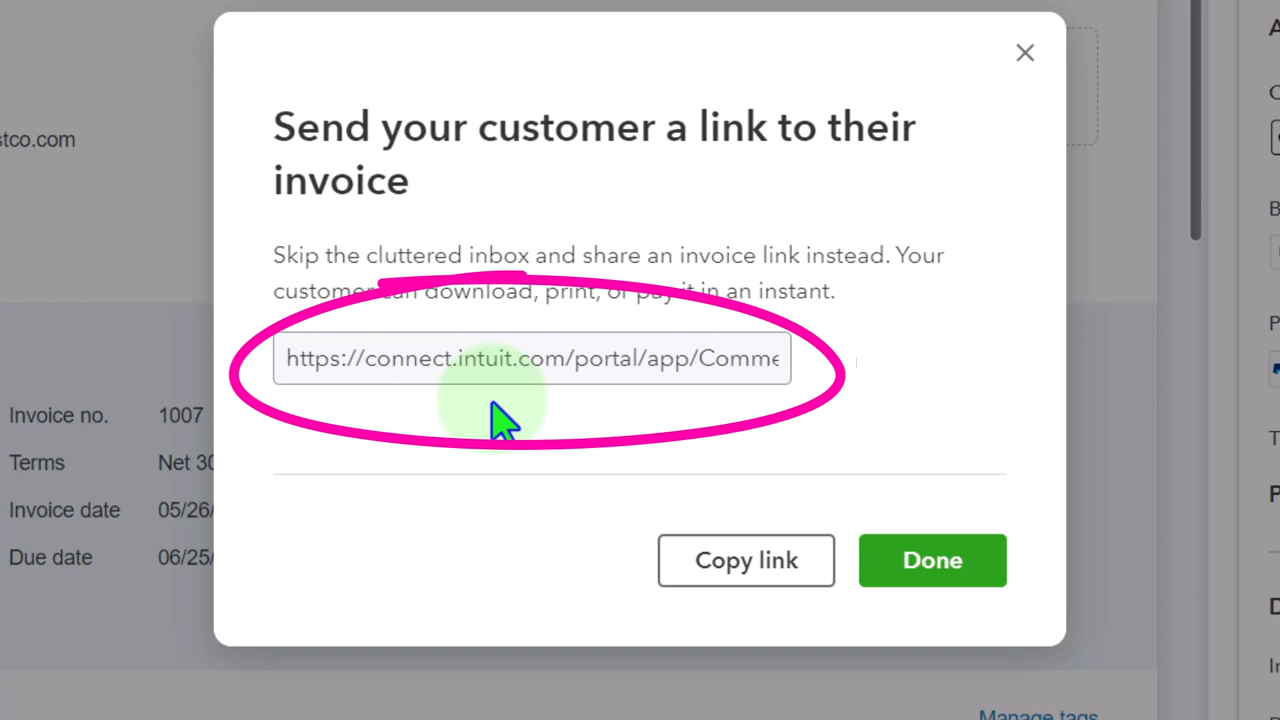 Send your customer a link to their
invoice
stco.com
Skip the cluttered inbox and share an invoice link instead. Your
customer can download, print, or pay it in an instant.
https://connect.intuit.com/portal/app/Comme
Invoice no. 1007
Terms Net 30
Invoice date 05/26/
Due date 06/25/
Copy link
Done
Manage tags